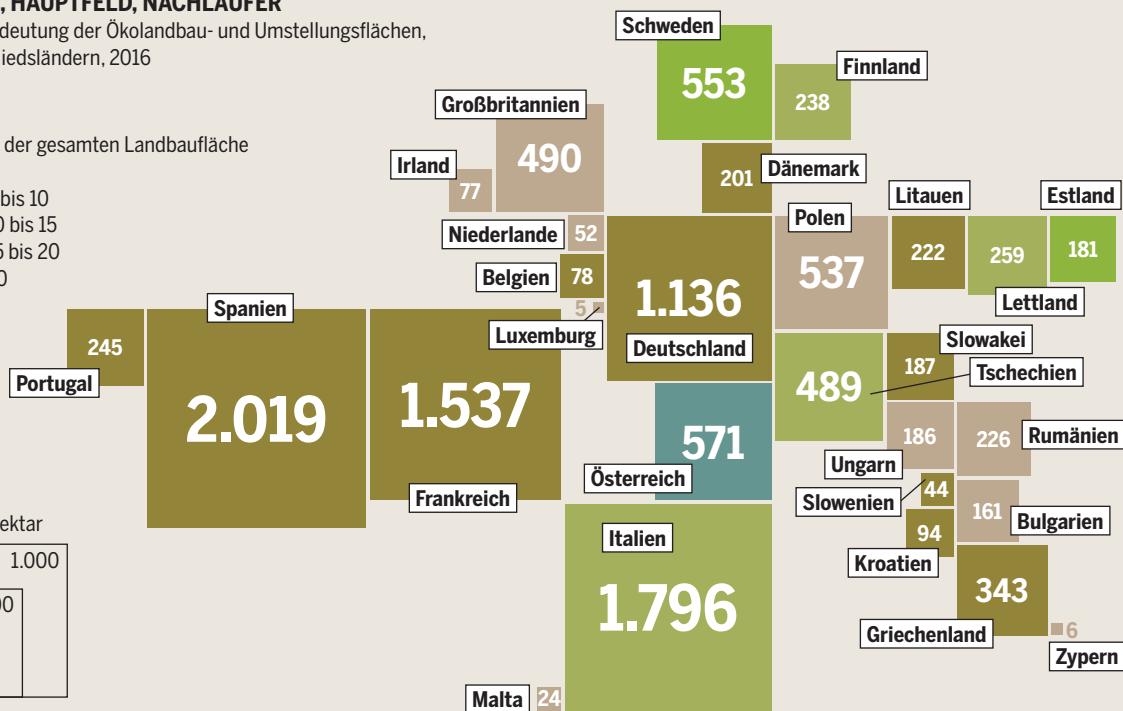 , HAUPTFELD, NACHLÄUFER
deutung der Ökolandbau- und Umstellungsflächen,
iedsländern, 2016
der gesamten Landbaufläche
bis 10
bis 15
bis 20
ektar
1.000
Schweden
553
Finnland
238
Großbritannien
490
Irland
77
Dänemark
201
Niederlande
52
Belgien
78
5
Luxemburg
1.136
Deutschland
Polen
537
Litauen
222
259
Lettland
Estland
181
Spanien
2.019
245
Portugal
1.537
Frankreich
489
Slowakei
187
Tschechien
571
Österreich
186
Ungarn
226
Rumänien
Slowenien
44
161
Bulgarien
94
Kroatien
Italien
1.796
343
Griechenland
6
Zypern
Malta
24